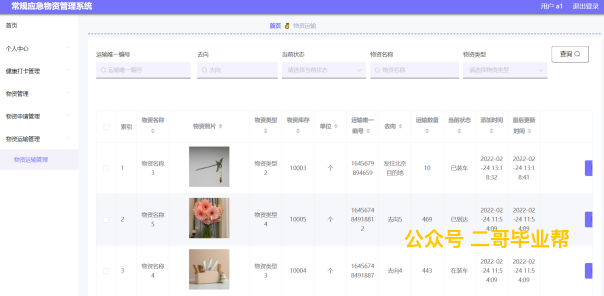 常规应急物资管理系统
用户 a1 退出登录
首页
首页 物资运输
个人中心
健康打卡管理
物资管理
物资申请管理
物资运输管理
物资运输管理
运输唯一编号 去向 当前状态 物资名称 物资类型
运输唯一编号 去向 请选择当前状态 物资名称 请选择物资类型 查询
索引 物资名称 物资照片 物资类型 物资库存 单位 运输唯一编号 去向 运输数量 当前状态 添加时间 最后更新时间
1 物资名称3 物资类型2 10003 个 1645679894659 发往北京目的地 10 已装车 2022-02-24 13:18:32 2022-02-24 13:18:41
2 物资名称5 物资类型4 10005 个 164567484918812 去向5 469 已到达 2022-02-24 11:54:09 2022-02-24 11:54:09
3 物资名称4 物资类型3 10004 个 16456748491887 去向4 443 在装车 2022-02-24 11:54:09 2022-02-24 11:54:09
公众号 二哥毕业帮